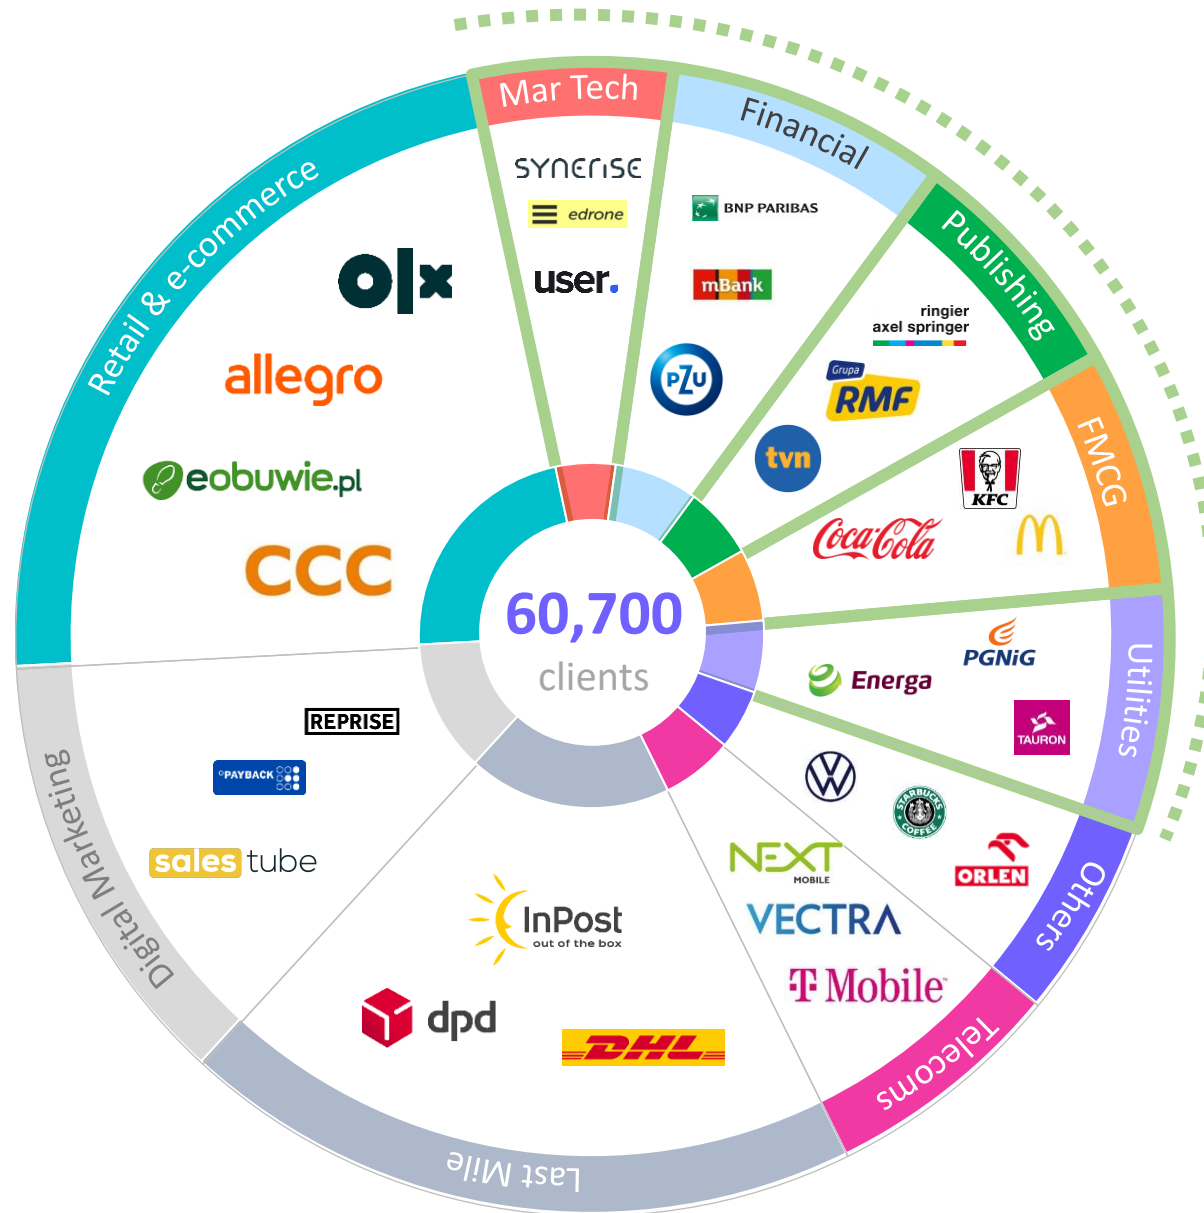 Mar Tech
SYNERISE
edrone
user.
Financial
BNP PARIBAS
mBank
PZU
Publishing
ringier
axel springer
Grupa
RMF
tvn
FMCG
KFC
Coca-Cola
Utilities
PGNiG
Energa
TAURON
Others
STARBUCKS
COFFEE
ORLEN
Telecoms
NEXT
MOBILE
VECTRA
T Mobile
Last Mile
InPost
out of the box
dpd
DHL
Digital Marketing
REPRISE
PAYBACK
sales tube
Retail & e-commerce
olx
allegro
eobuwie.pl
CCC
60,700
clients